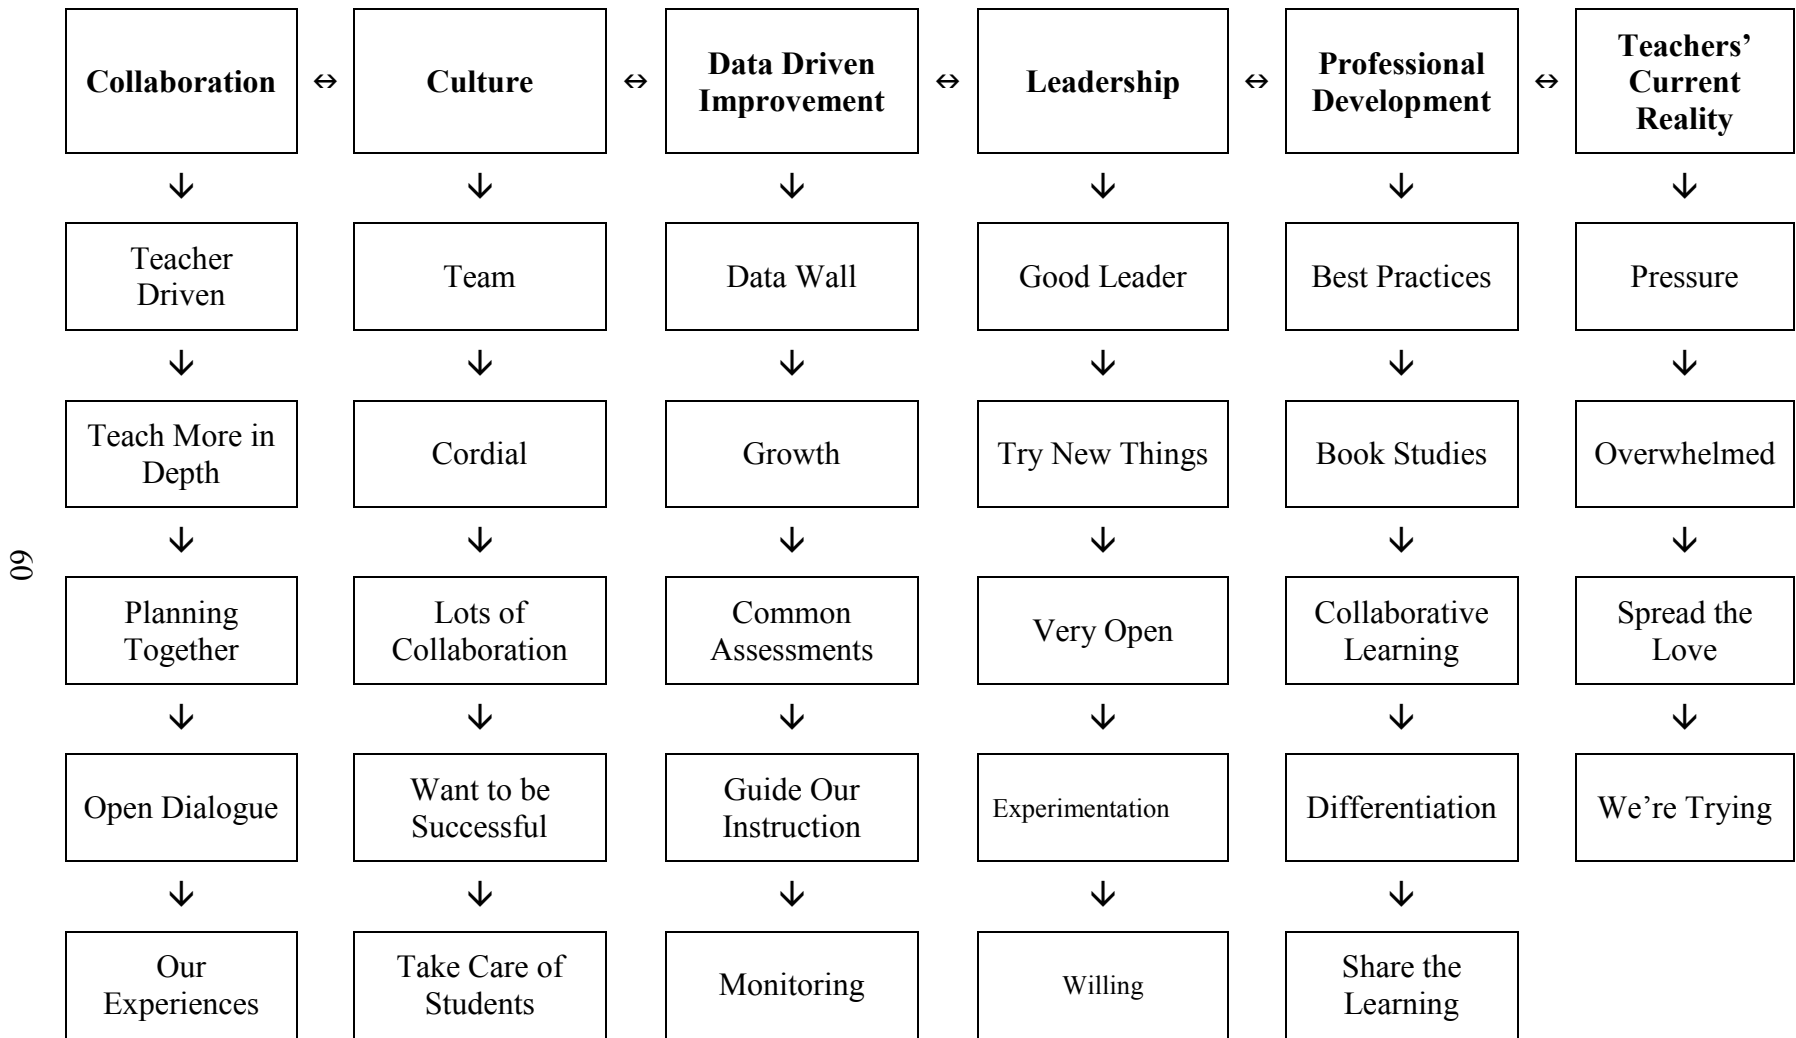 Collaboration
↔
Culture
↔
Data Driven
Improvement
↔
Leadership
↔
Professional
Development
↔
Teachers’
Current
Reality
Teacher
Driven
Team
Data Wall
Good Leader
Best Practices
Pressure
Teach More in
Depth
Cordial
Growth
Try New Things
Book Studies
Overwhelmed
60
Planning
Together
Lots of
Collaboration
Common
Assessments
Very Open
Collaborative
Learning
Spread the
Love
Open Dialogue
Want to be
Successful
Guide Our
Instruction
Experimentation
Differentiation
We’re Trying
Our
Experiences
Take Care of
Students
Monitoring
Willing
Share the
Learning